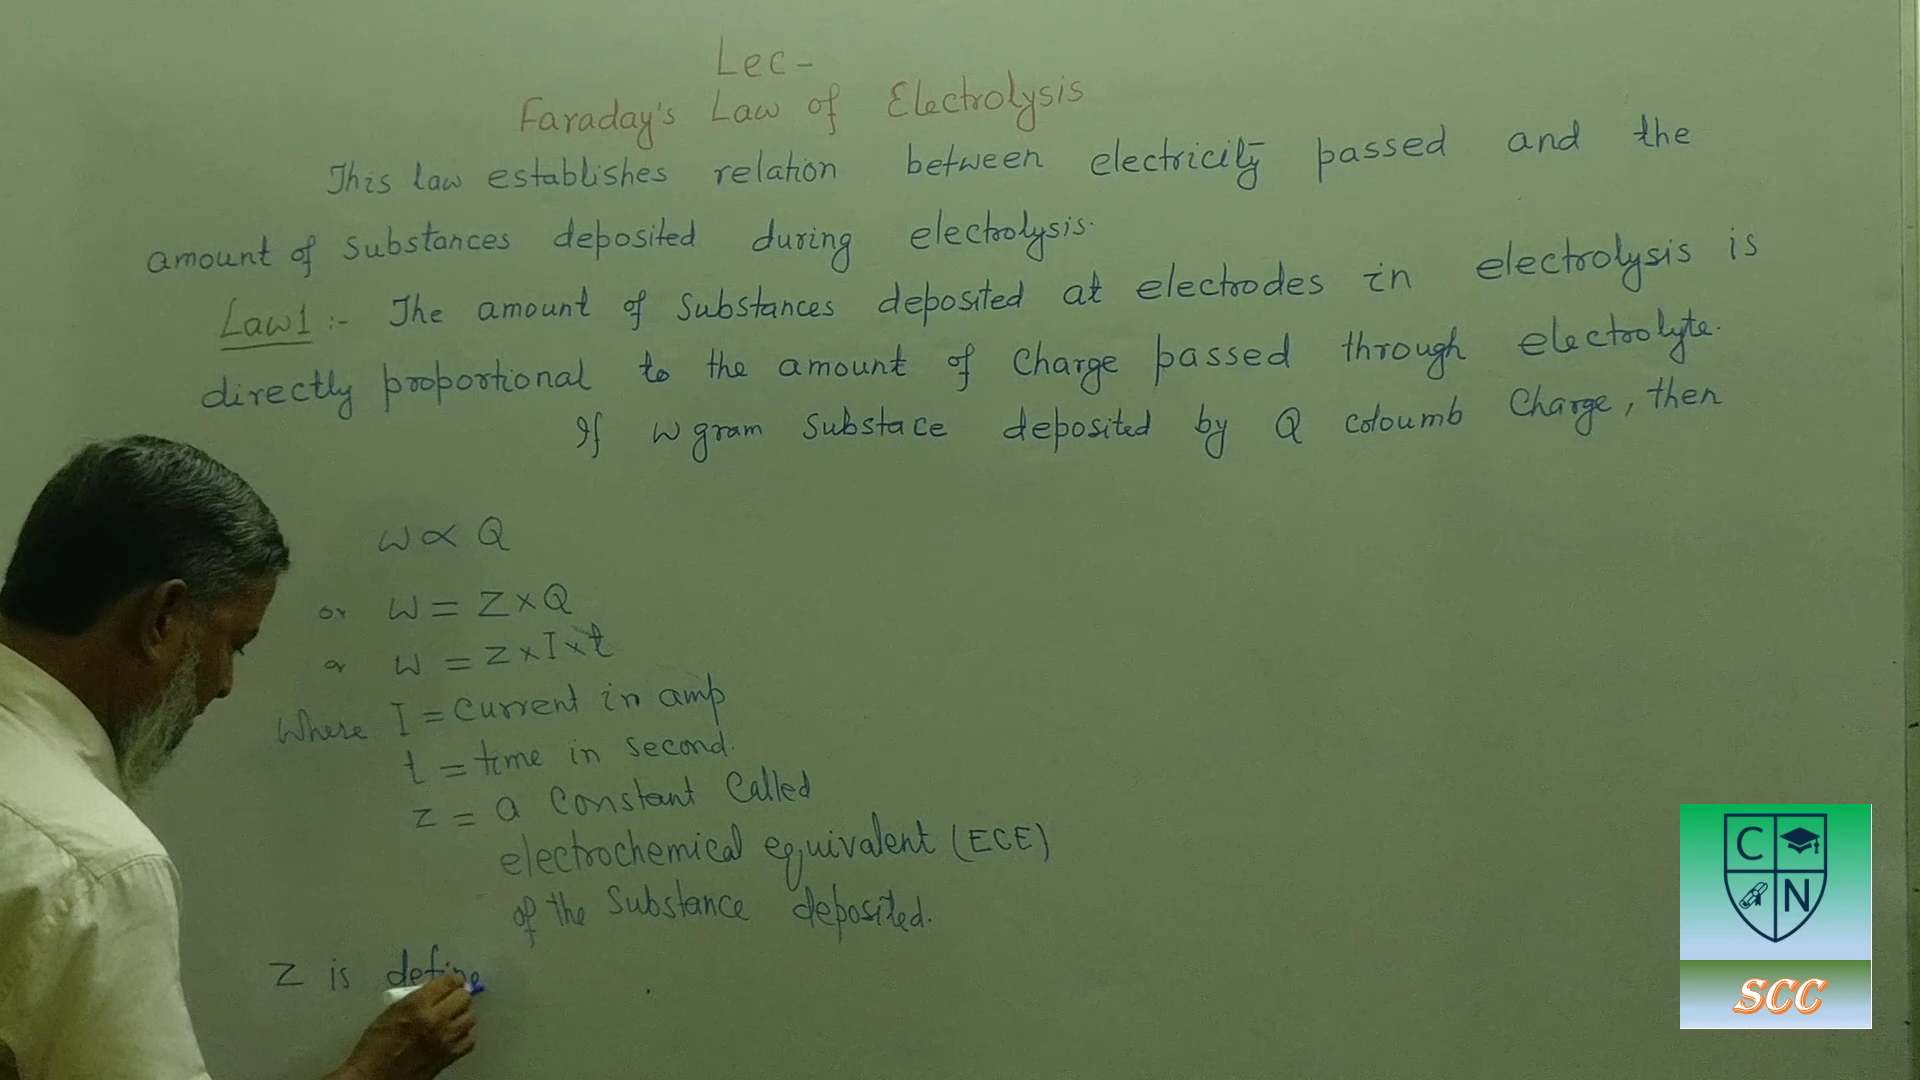 Lec-
Faraday's Law of Electrolysis
This law establishes relation between electricity passed and the
amount of substances deposited during electrolysis.
Law1:- The amount of substances deposited at electrodes in electrolysis is
directly proportional to the amount of charge passed through electrolyte.
If w gram substace deposited by Q coloumb charge, then
w ∝ Q
or w = Z×Q
or w = Z×I×t
Where I = current in amp
t = time in second.
z = a constant called
electrochemical equivalent (ECE)
of the substance deposited.
Z is define
C
N
SCC